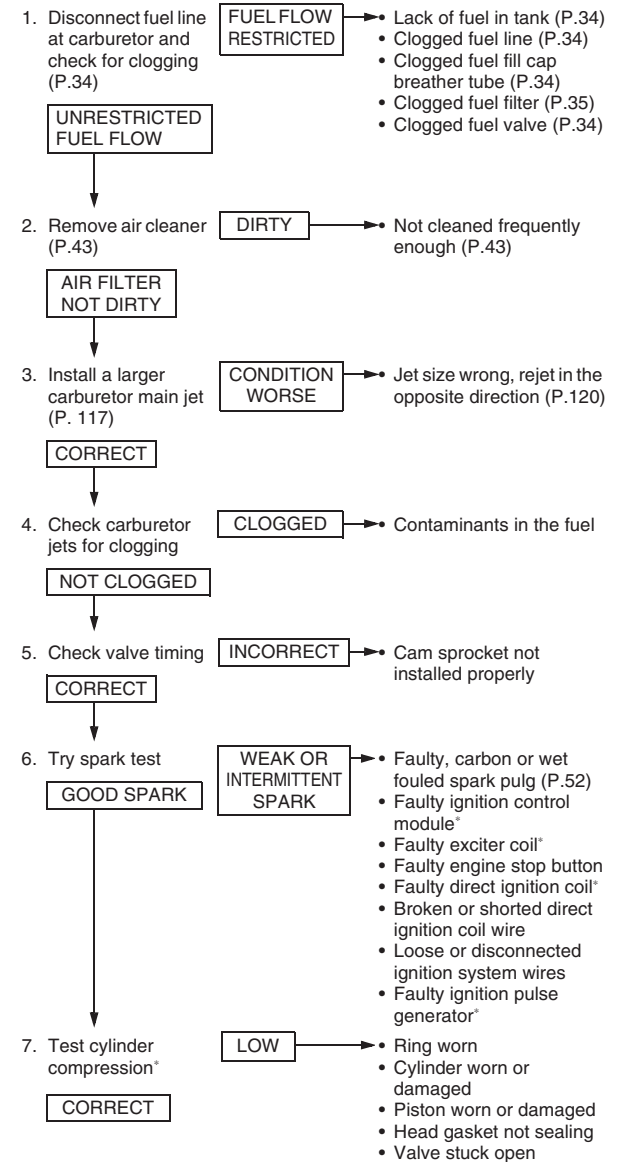 1. Disconnect fuel line
at carburetor and
check for clogging
(P.34)
FUEL FLOW
RESTRICTED
• Lack of fuel in tank (P.34)
• Clogged fuel line (P.34)
• Clogged fuel fill cap
breather tube (P.34)
• Clogged fuel filter (P.35)
• Clogged fuel valve (P.34)
UNRESTRICTED
FUEL FLOW
2. Remove air cleaner
(P.43)
DIRTY
• Not cleaned frequently
enough (P.43)
AIR FILTER
NOT DIRTY
3. Install a larger
carburetor main jet
(P. 117)
CONDITION
WORSE
• Jet size wrong, rejet in the
opposite direction (P.120)
CORRECT
4. Check carburetor
jets for clogging
CLOGGED
• Contaminants in the fuel
NOT CLOGGED
5. Check valve timing
INCORRECT
• Cam sprocket not
installed properly
CORRECT
6. Try spark test
WEAK OR
INTERMITTENT
SPARK
• Faulty, carbon or wet
fouled spark pulg (P.52)
• Faulty ignition control
module*
• Faulty exciter coil*
• Faulty engine stop button
• Faulty direct ignition coil*
• Broken or shorted direct
ignition coil wire
• Loose or disconnected
ignition system wires
• Faulty ignition pulse
generator*
GOOD SPARK
7. Test cylinder
compression*
LOW
• Ring worn
• Cylinder worn or
damaged
• Piston worn or damaged
• Head gasket not sealing
• Valve stuck open
CORRECT